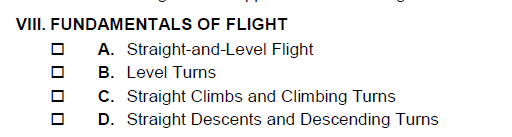 VIII. FUNDAMENTALS OF FLIGHT
☐ A. Straight-and-Level Flight
☐ B. Level Turns
☐ C. Straight Climbs and Climbing Turns
☐ D. Straight Descents and Descending Turns